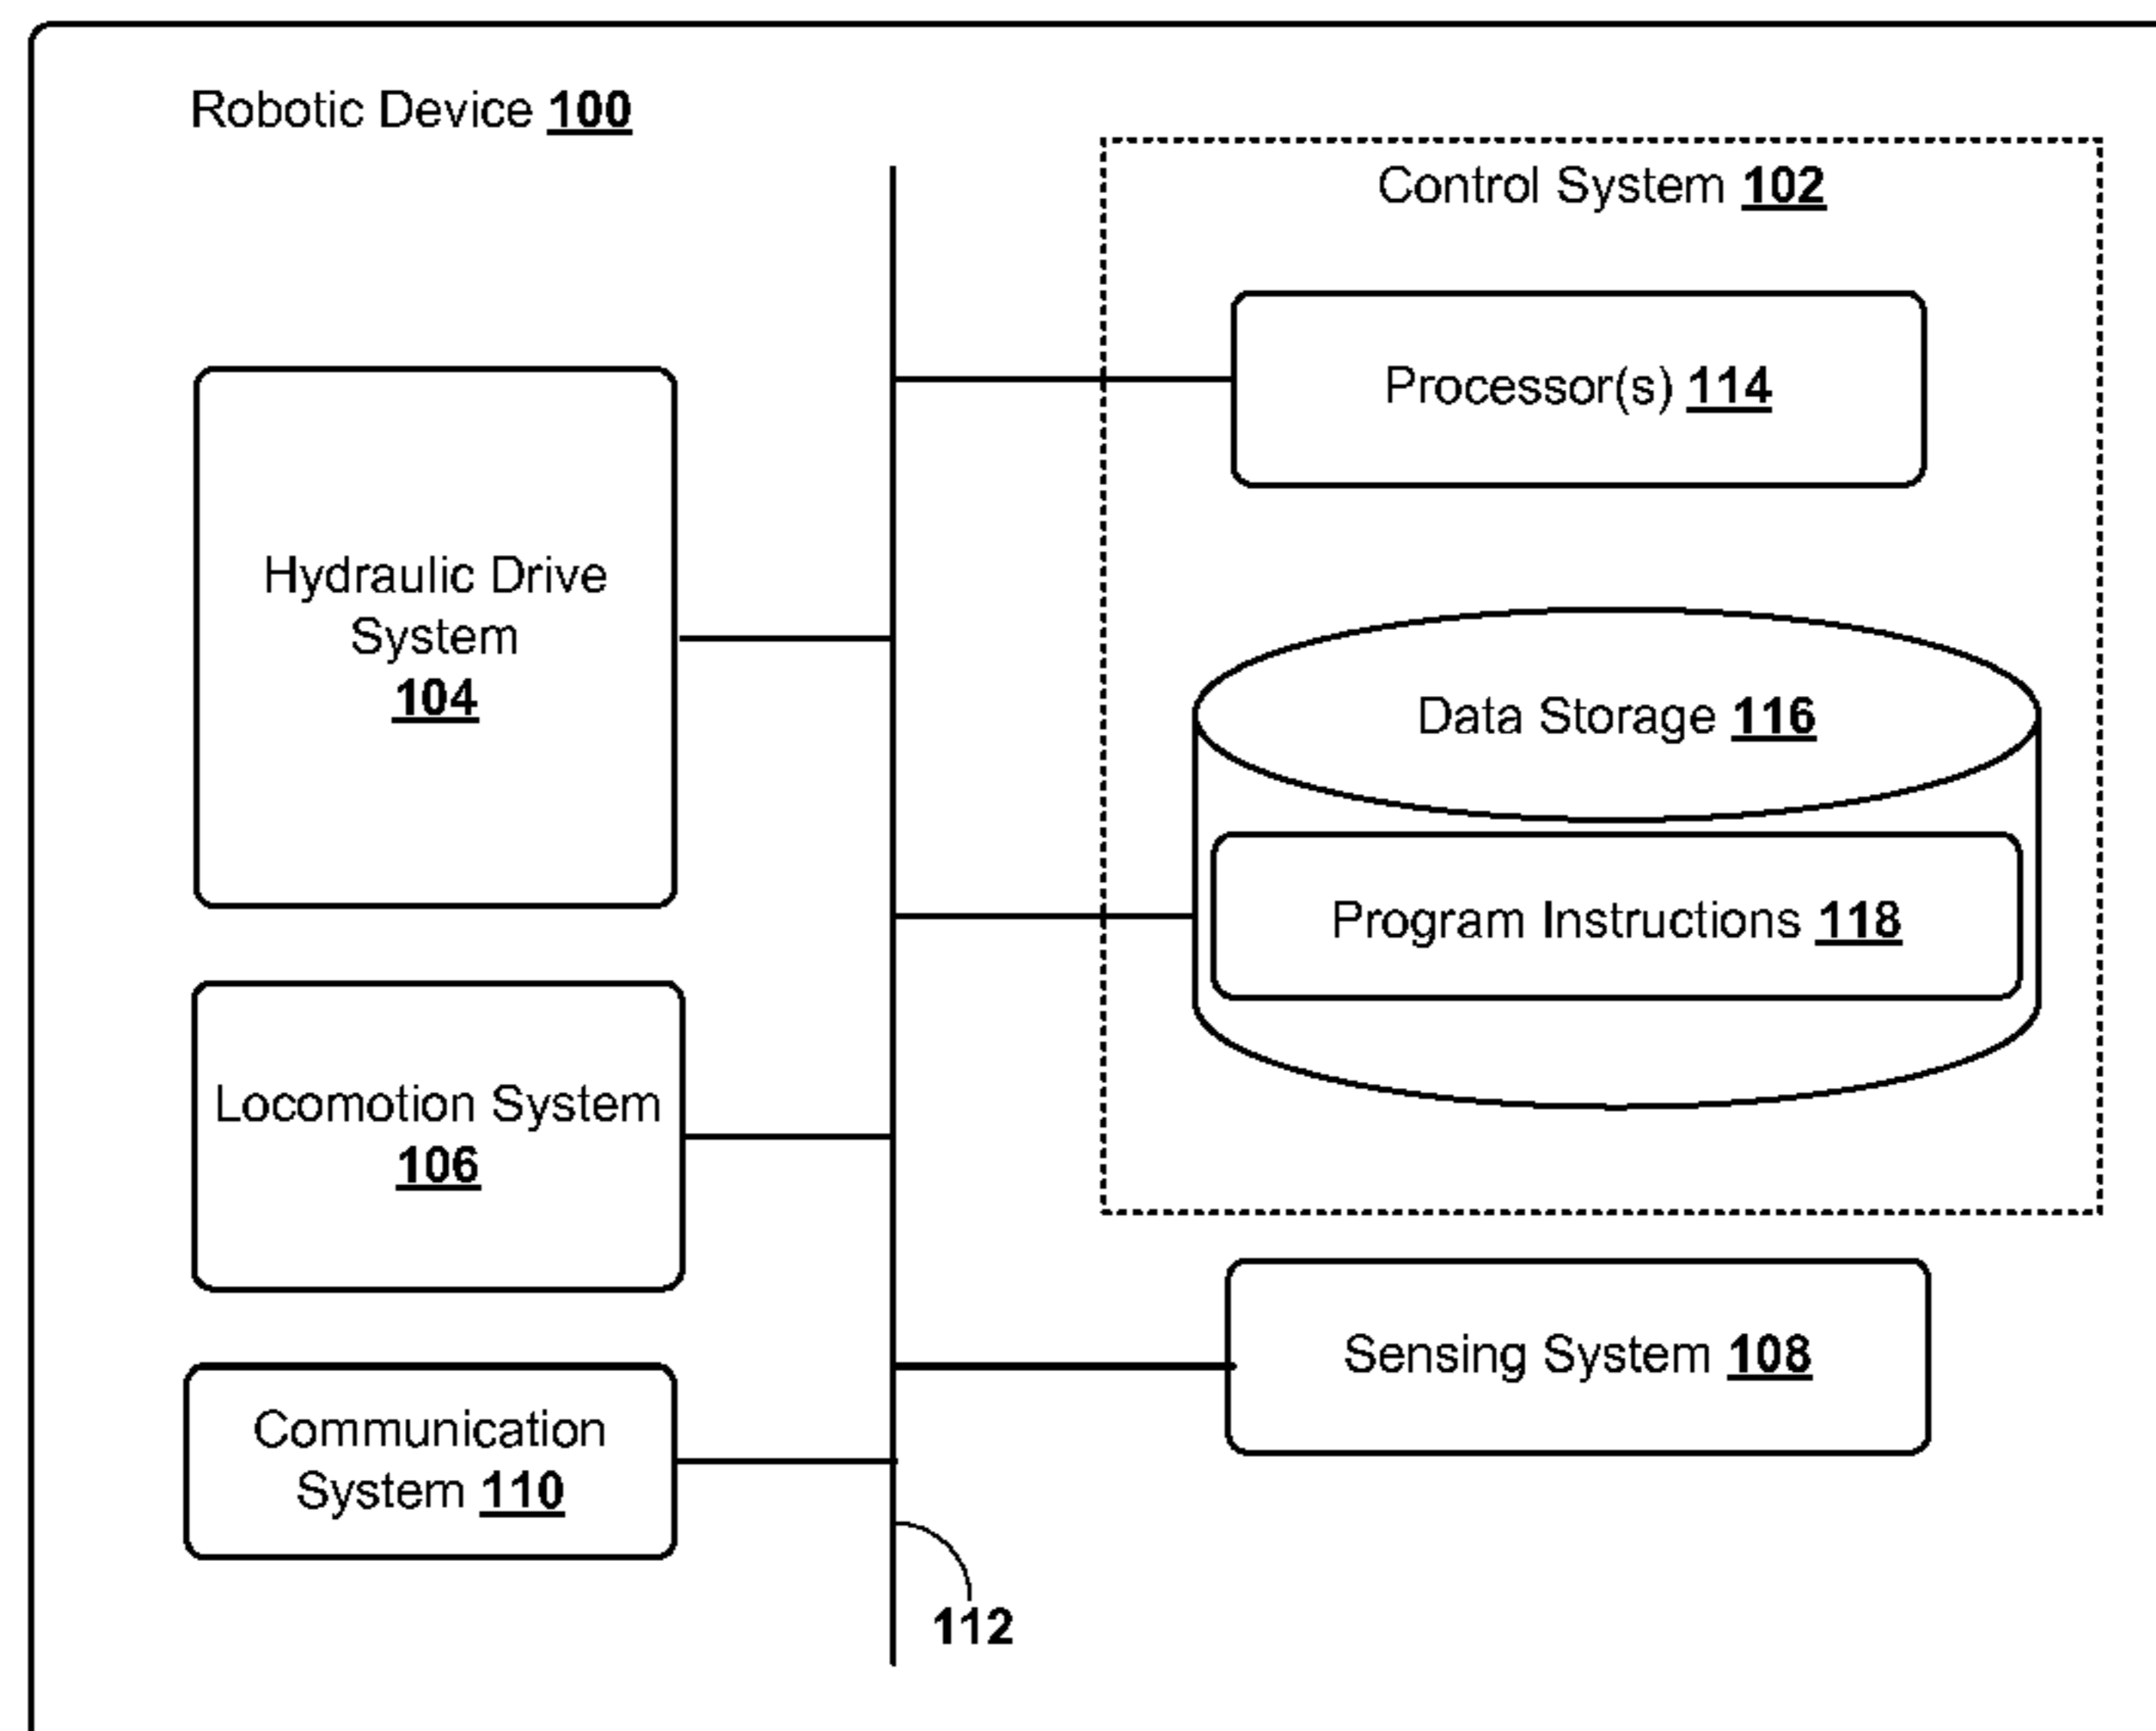 Robotic Device 100
Control System 102
Processor(s) 114
Hydraulic Drive
System
104
Data Storage 116
Program Instructions 118
Locomotion System
106
Sensing System 108
Communication
System 110
112